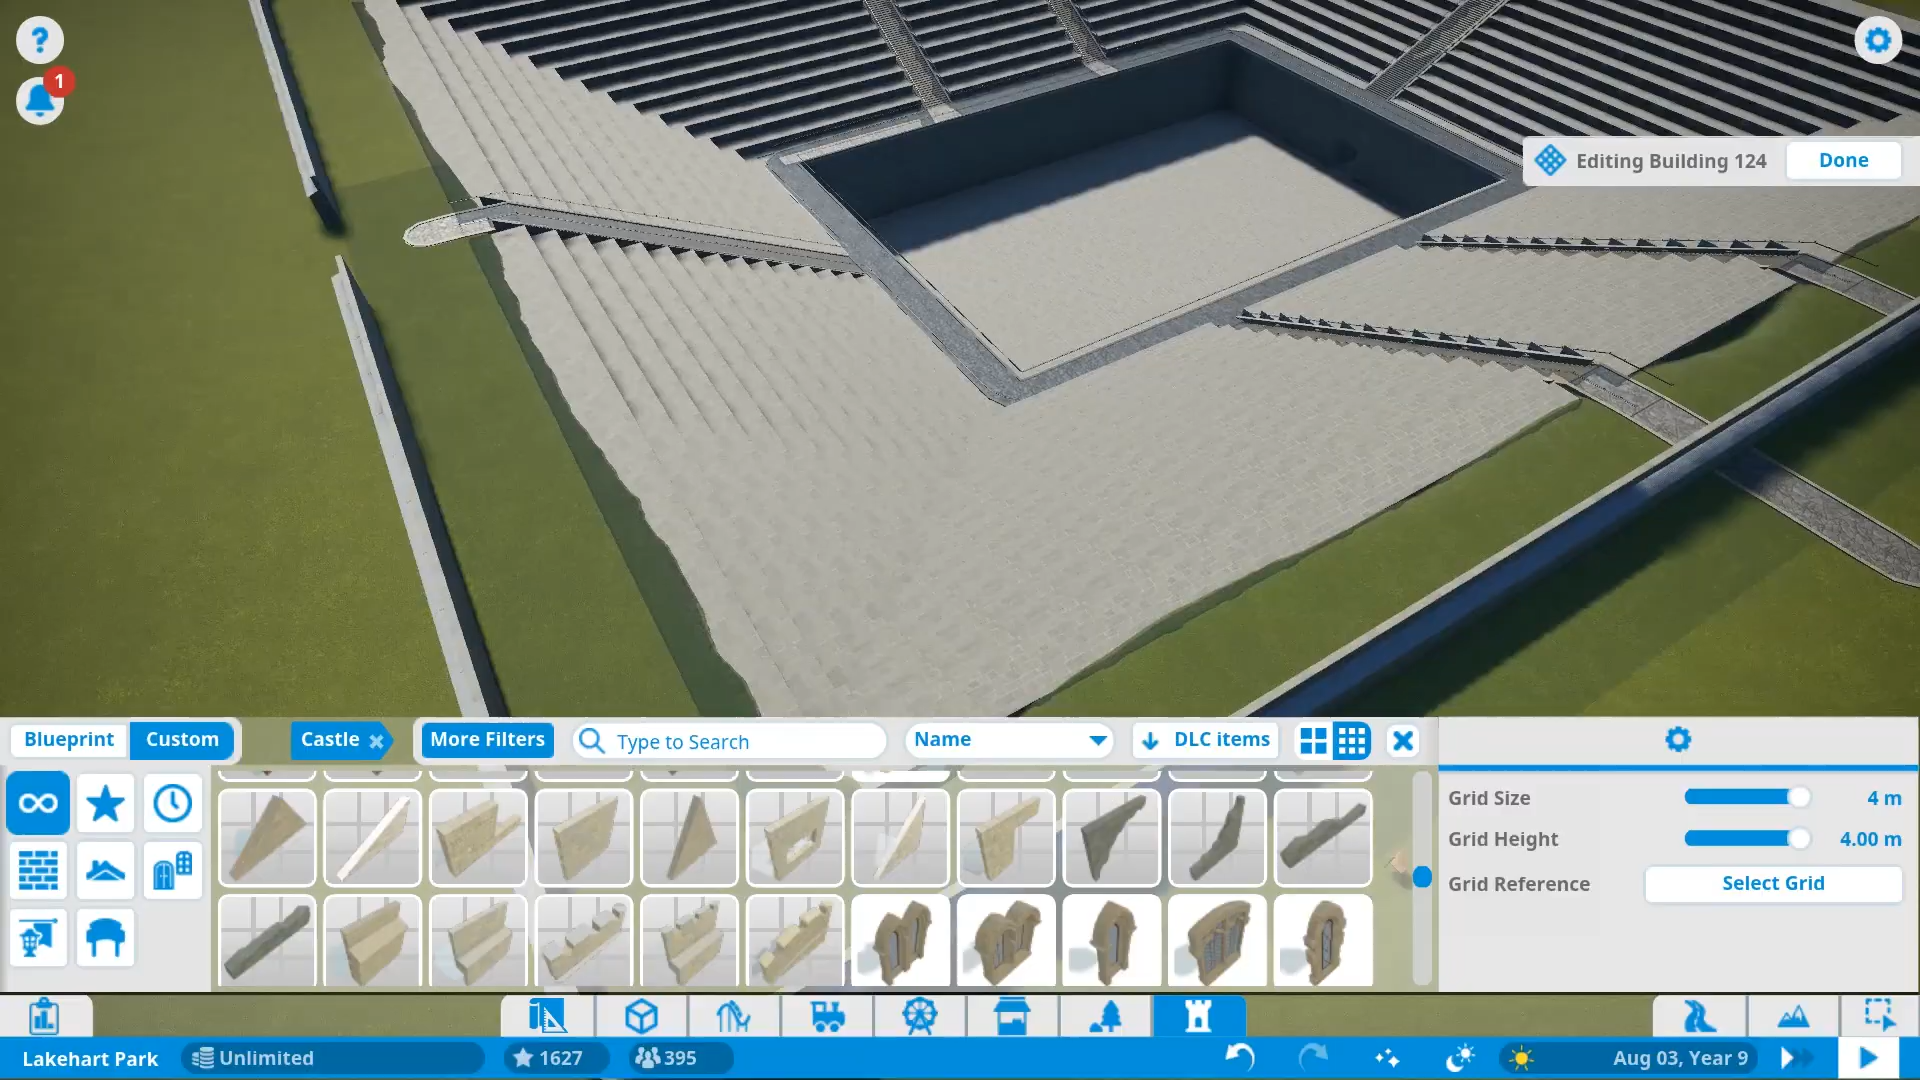 ?
1
Editing Building 124
Done
Blueprint
Custom
Castle
More Filters
Type to Search
Name
DLC items
Grid Size
4 m
Grid Height
4.00 m
Grid Reference
Select Grid
Lakehart Park
Unlimited
1627
395
Aug 03, Year 9